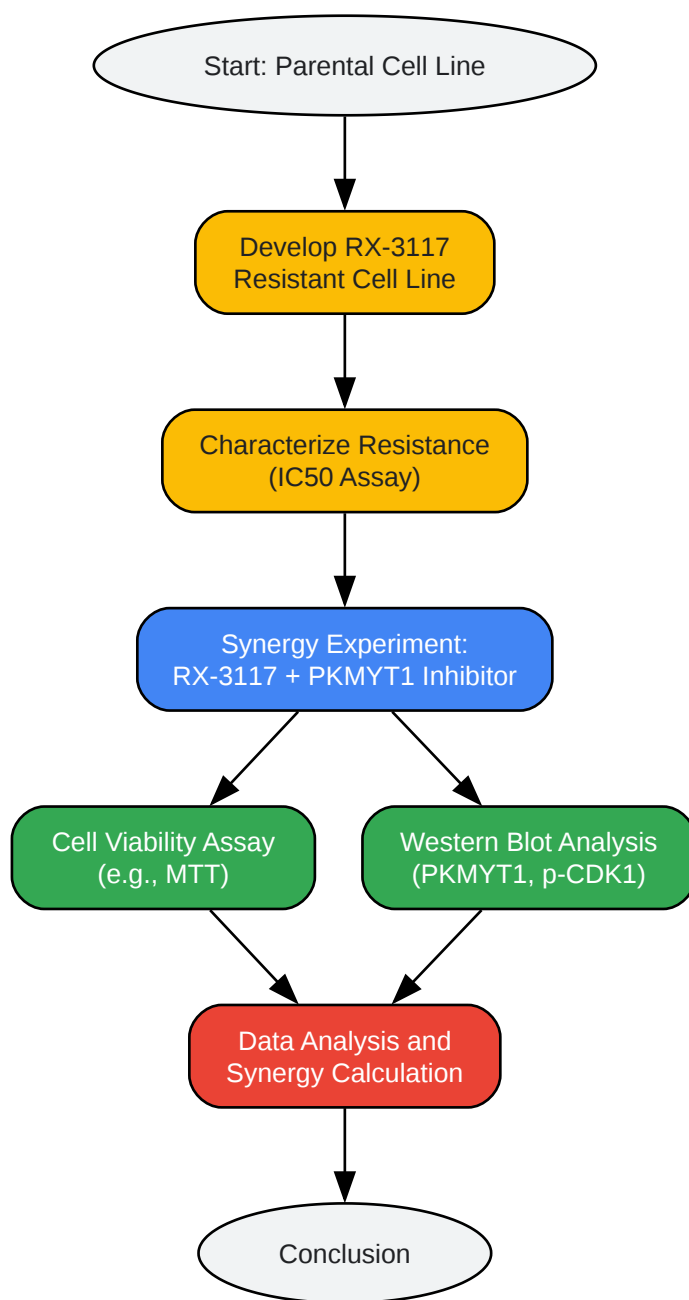 Start: Parental Cell Line
Develop RX-3117
Resistant Cell Line
Characterize Resistance
(IC50 Assay)
Synergy Experiment:
RX-3117 + PKMYT1 Inhibitor
Cell Viability Assay
(e.g., MTT)
Western Blot Analysis
(PKMYT1, p-CDK1)
Data Analysis and
Synergy Calculation
Conclusion